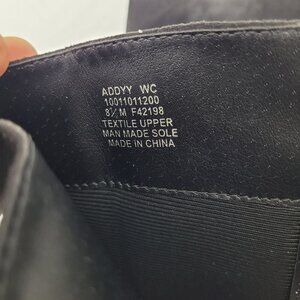 ADDYY WC
10011011200
8½ M F42198
TEXTILE UPPER
MAN MADE SOLE
MADE IN CHINA